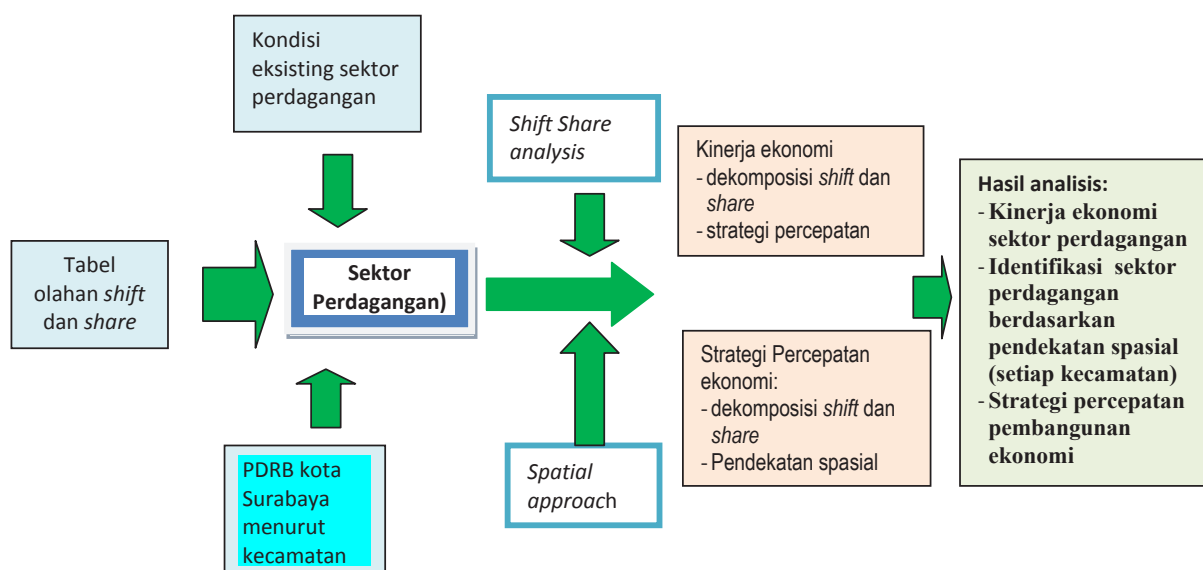 Kondisi
eksisting sektor
perdagangan
Tabel
olahan shift
dan share
Sektor
Perdagangan)
PDRB kota
Surabaya
menurut
kecamatan
Shift Share
analysis
Spatial
approach
Kinerja ekonomi
- dekomposisi shift dan
share
- strategi percepatan
Strategi Percepatan
ekonomi:
- dekomposisi shift dan
share
- Pendekatan spasial
Hasil analisis:
- Kinerja ekonomi
sektor perdagangan
- Identifikasi sektor
perdagangan
berdasarkan
pendekatan spasial
(setiap kecamatan)
- Strategi percepatan
pembangunan
ekonomi